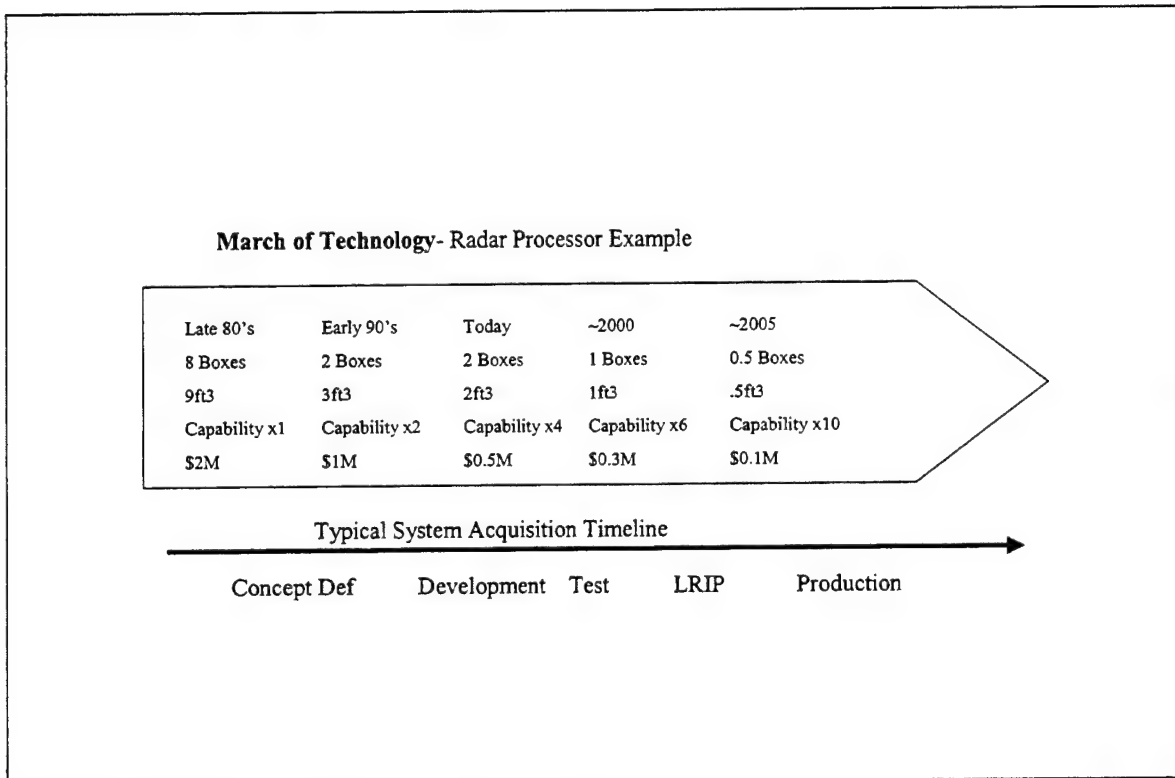 March of Technology- Radar Processor Example
Late 80's Early 90's Today ~2000 ~2005
8 Boxes 2 Boxes 2 Boxes 1 Boxes 0.5 Boxes
9ft3 3ft3 2ft3 1ft3 .5ft3
Capability x1 Capability x2 Capability x4 Capability x6 Capability x10
$2M $1M $0.5M $0.3M $0.1M
Typical System Acquisition Timeline
Concept Def Development Test LRIP Production